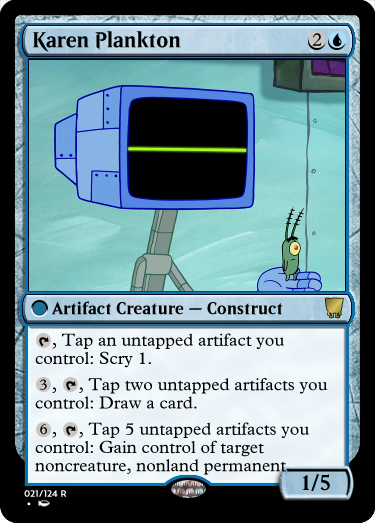 Karen Plankton 2
, Tap an untapped artifact you
control: Scry 1.
Artifact Creature — Construct
3, , Tap two untapped artifacts you
control: Draw a card.
6, , Tap 5 untapped artifacts you
control: Gain control of target
noncreature, nonland permanent
1/5
021/124 R